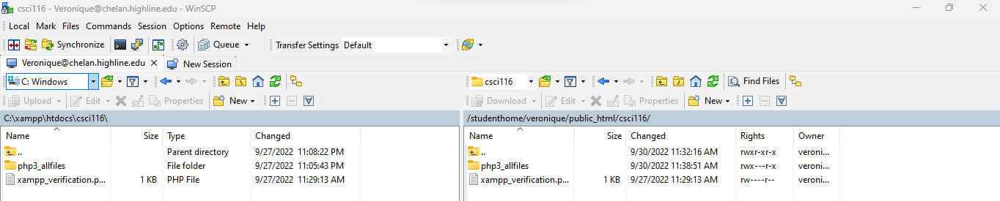 csci116 - Veronique@chelan.highline.edu - WinSCP
Local Mark Files Commands Session Options Remote Help
Synchronize Queue Transfer Settings Default
Veronique@chelan.highline.edu New Session
C: Windows csci116 Find Files
Upload Edit Properties New Download Edit Properties New
C:\xampp\htdocs\csci116\ /studenthome/veronique/public_html/csci116/
Name Size Type Changed Name Size Changed Rights Owner
.. Parent directory 9/27/2022 11:08:22 PM .. 9/30/2022 11:32:16 AM rwxr-xr-x veroni...
php3_allfiles File folder 9/27/2022 11:05:43 PM php3_allfiles 9/30/2022 11:38:51 AM rwx---r-x veroni...
xampp_verification.p... 1 KB PHP File 9/27/2022 11:29:13 AM xampp_verification.p... 1 KB 9/27/2022 11:29:13 AM rw----r-- veroni...